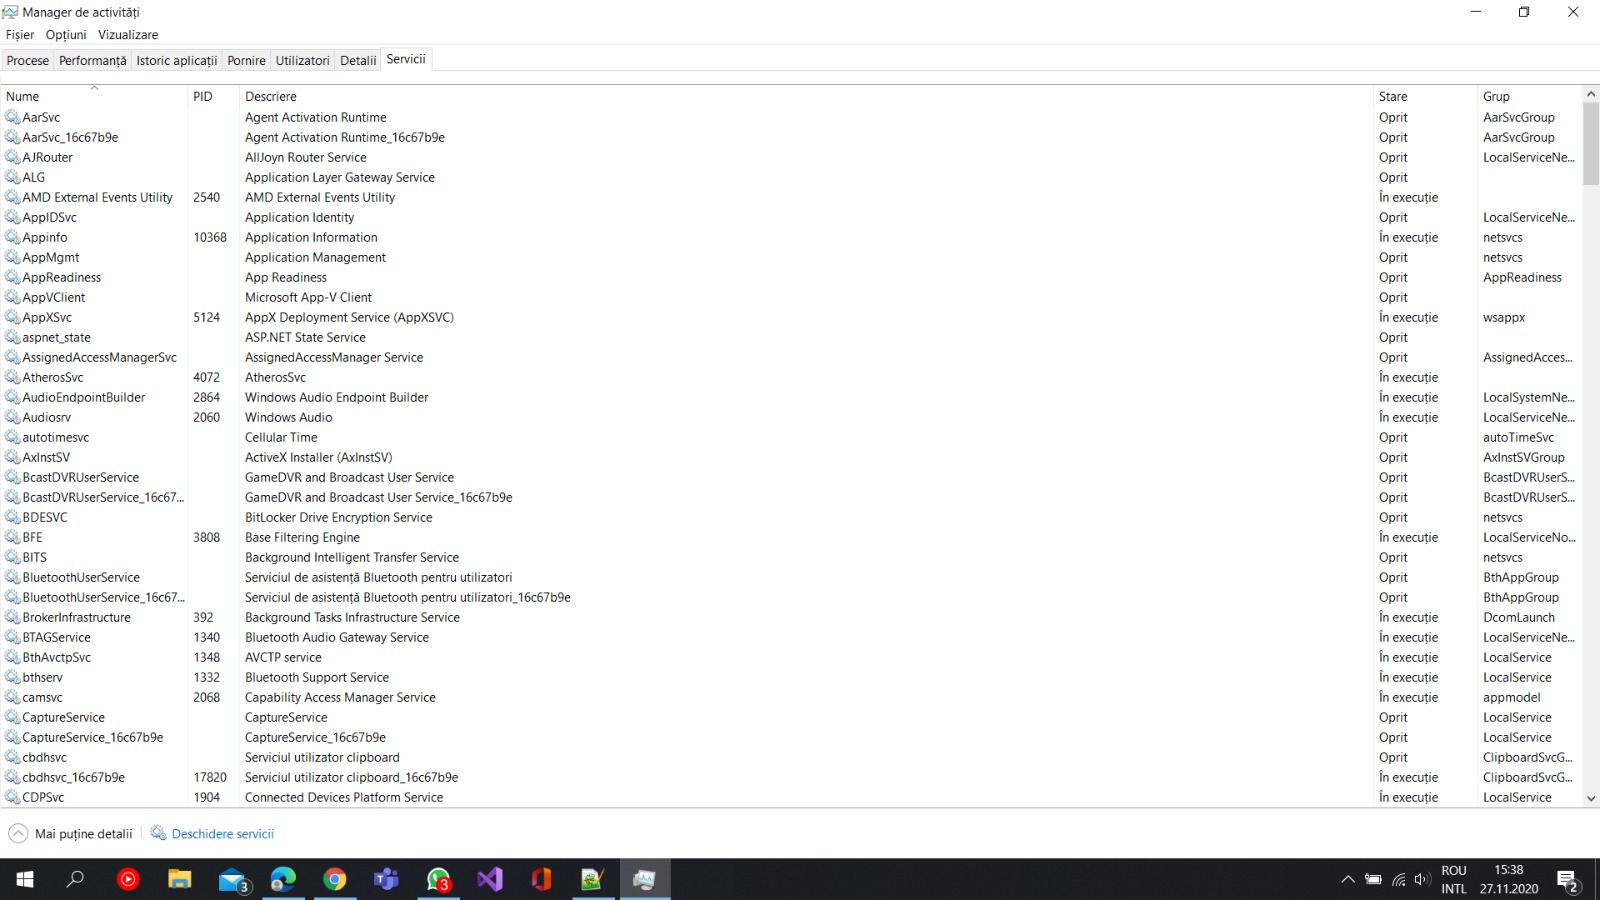 Manager de activități
Fișier Opțiuni Vizualizare
Procese Performanță Istoric aplicații Pornire Utilizatori Detalii Servicii
Nume PID Descriere Stare Grup
AarSvc Agent Activation Runtime Oprit AarSvcGroup
AarSvc_16c67b9e Agent Activation Runtime_16c67b9e Oprit AarSvcGroup
AJRouter AllJoyn Router Service Oprit LocalServiceNe...
ALG Application Layer Gateway Service Oprit
AMD External Events Utility 2540 AMD External Events Utility În execuție
AppIDSvc Application Identity Oprit LocalServiceNe...
Appinfo 10368 Application Information În execuție netsvcs
AppMgmt Application Management Oprit netsvcs
AppReadiness App Readiness Oprit AppReadiness
AppVClient Microsoft App-V Client Oprit
AppXSvc 5124 AppX Deployment Service (AppXSVC) În execuție wsappx
aspnet_state ASP.NET State Service Oprit
AssignedAccessManagerSvc AssignedAccessManager Service Oprit AssignedAcces...
AtherosSvc 4072 AtherosSvc În execuție
AudioEndpointBuilder 2864 Windows Audio Endpoint Builder În execuție LocalSystemNe...
Audiosrv 2060 Windows Audio În execuție LocalServiceNe...
autotimesvc Cellular Time Oprit autoTimeSvc
AxInstSV ActiveX Installer (AxInstSV) Oprit AxInstSVGroup
BcastDVRUserService GameDVR and Broadcast User Service Oprit BcastDVRUserS...
BcastDVRUserService_16c67... GameDVR and Broadcast User Service_16c67b9e Oprit BcastDVRUserS...
BDESVC BitLocker Drive Encryption Service Oprit netsvcs
BFE 3808 Base Filtering Engine În execuție LocalServiceNo...
BITS Background Intelligent Transfer Service Oprit netsvcs
BluetoothUserService Serviciul de asistență Bluetooth pentru utilizatori Oprit BthAppGroup
BluetoothUserService_16c67... Serviciul de asistență Bluetooth pentru utilizatori_16c67b9e Oprit BthAppGroup
BrokerInfrastructure 392 Background Tasks Infrastructure Service În execuție DcomLaunch
BTAGService 1340 Bluetooth Audio Gateway Service În execuție LocalServiceNe...
BthAvctpSvc 1348 AVCTP service În execuție LocalService
bthserv 1332 Bluetooth Support Service În execuție LocalService
camsvc 2068 Capability Access Manager Service În execuție appmodel
CaptureService CaptureService Oprit LocalService
CaptureService_16c67b9e CaptureService_16c67b9e Oprit LocalService
cbdhsvc Serviciul utilizator clipboard Oprit ClipboardSvcG...
cbdhsvc_16c67b9e 17820 Serviciul utilizator clipboard_16c67b9e În execuție ClipboardSvcG...
CDPSvc 1904 Connected Devices Platform Service În execuție LocalService
Mai puține detalii Deschidere servicii
3 3 ROU 15:38
INTL 27.11.2020 2